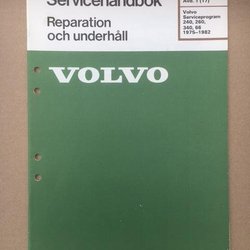 Servicehandbok
Reparation
och underhåll
Avd. 1 (17)
Volvo
Serviceprogram
240, 260,
340, 66
1975-1982
VOLVO